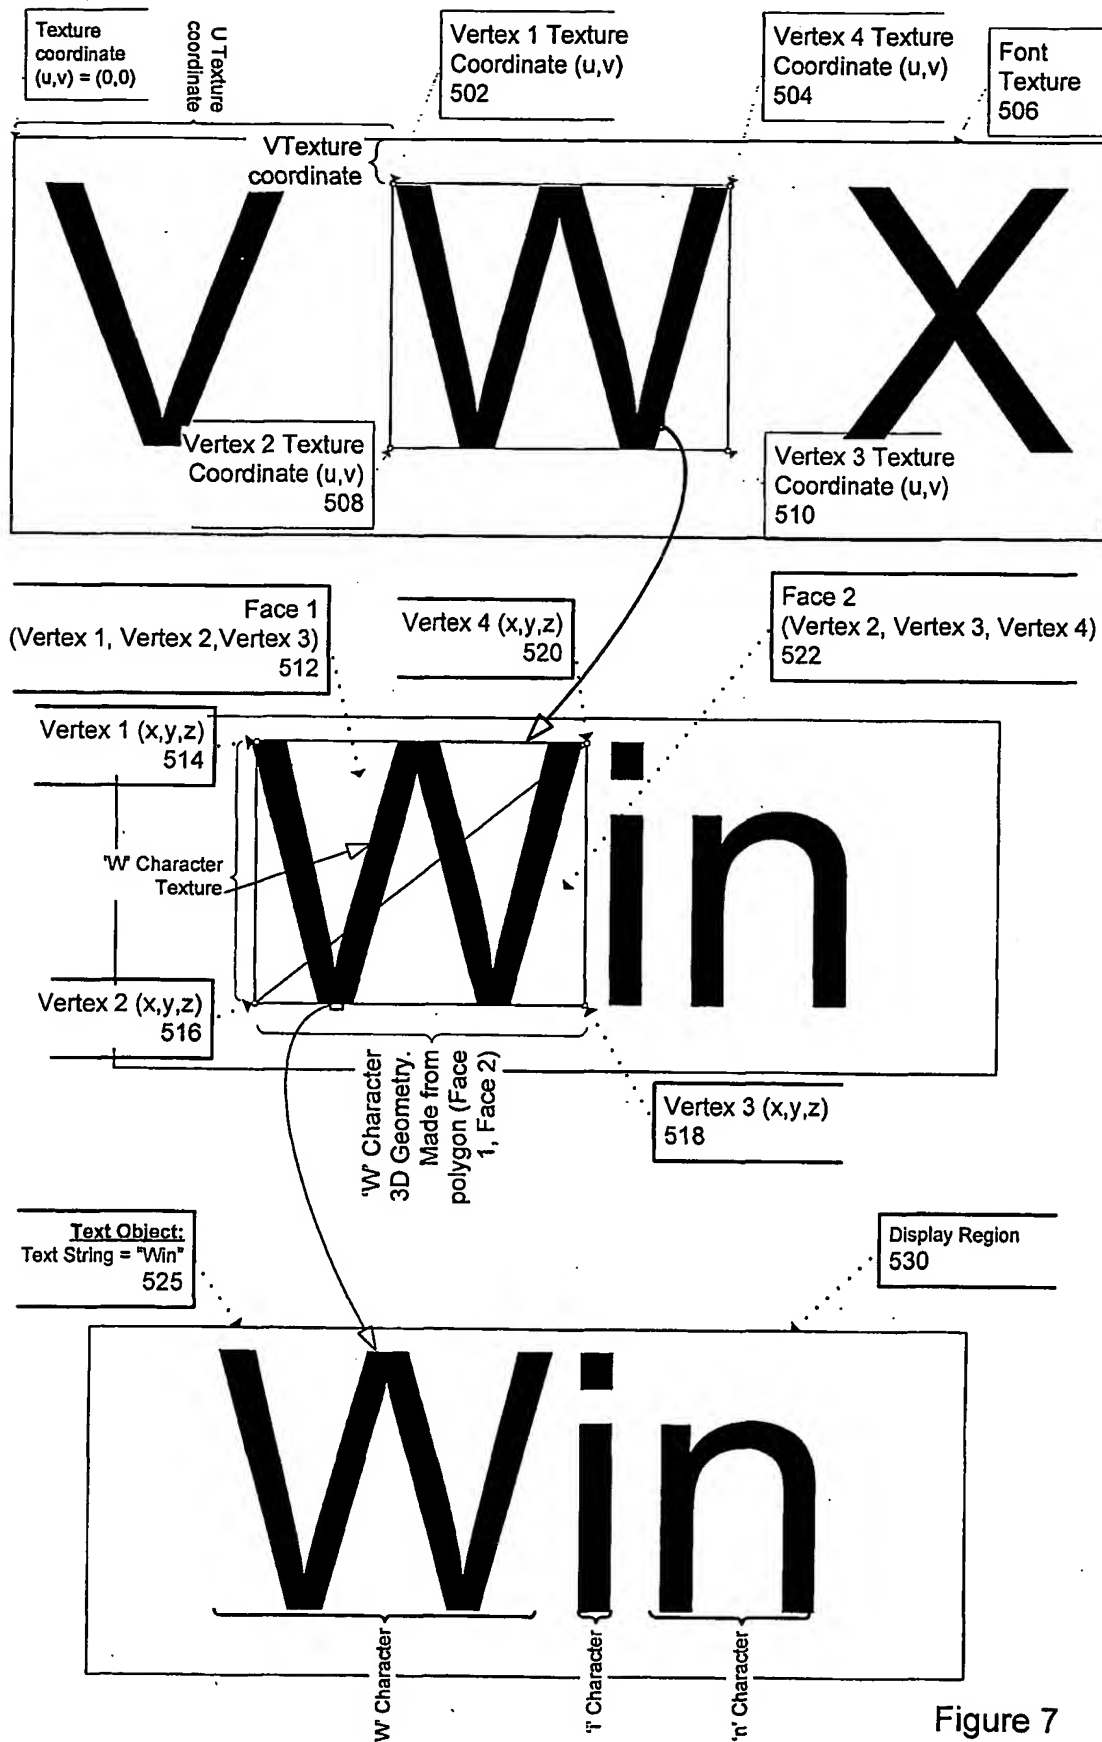 Texture
coordinate
(u,v) = (0,0)
U Texture
coordinate
Vertex 1 Texture
Coordinate (u,v)
502
Vertex 4 Texture
Coordinate (u,v)
504
Font
Texture
506
VTexture
coordinate
V W X
Vertex 2 Texture
Coordinate (u,v)
508
Vertex 3 Texture
Coordinate (u,v)
510
Face 1
(Vertex 1, Vertex 2,Vertex 3)
512
Vertex 4 (x,y,z)
520
Face 2
(Vertex 2, Vertex 3, Vertex 4)
522
Vertex 1 (x,y,z)
514
Win
'W' Character
Texture
Vertex 2 (x,y,z)
516
'W' Character
3D Geometry.
Made from
polygon (Face
1, Face 2)
Vertex 3 (x,y,z)
518
Text Object:
Text String = "Win"
525
Display Region
530
Win
'W' Character
'i' Character
'n' Character
Figure 7